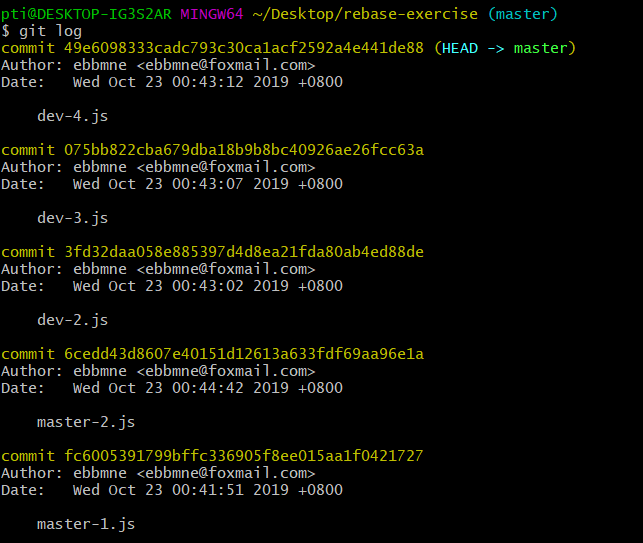 pti@DESKTOP-IG3S2AR MINGW64 ~/Desktop/rebase-exercise (master)
$ git log
commit 49e6098333cadc793c30ca1acf2592a4e441de88 (HEAD -> master)
Author: ebbmne <ebbmne@foxmail.com>
Date:   Wed Oct 23 00:43:12 2019 +0800
dev-4.js
commit 075bb822cba679dba18b9b8bc40926ae26fcc63a
Author: ebbmne <ebbmne@foxmail.com>
Date:   Wed Oct 23 00:43:07 2019 +0800
dev-3.js
commit 3fd32daa058e885397d4d8ea21fda80ab4ed88de
Author: ebbmne <ebbmne@foxmail.com>
Date:   Wed Oct 23 00:43:02 2019 +0800
dev-2.js
commit 6cedd43d8607e40151d12613a633fdf69aa96e1a
Author: ebbmne <ebbmne@foxmail.com>
Date:   Wed Oct 23 00:44:42 2019 +0800
master-2.js
commit fc6005391799bffc336905f8ee015aa1f0421727
Author: ebbmne <ebbmne@foxmail.com>
Date:   Wed Oct 23 00:41:51 2019 +0800
master-1.js